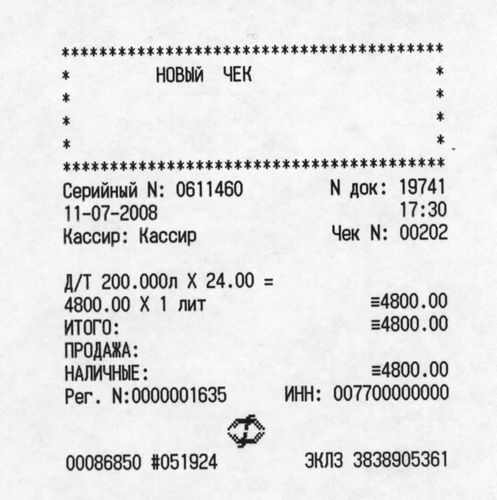 ****************************************
* НОВЫЙ ЧЕК *
* *
* *
* *
****************************************
Серийный N: 0611460 N док: 19741
11-07-2008 17:30
Кассир: Кассир Чек N: 00202
Д/Т 200.000л X 24.00 =
4800.00 X 1 лит ≡4800.00
ИТОГО: ≡4800.00
ПРОДАЖА:
НАЛИЧНЫЕ: ≡4800.00
Рег. N:0000001635 ИНН: 007700000000
00086850 #051924 ЭКЛЗ 3838905361